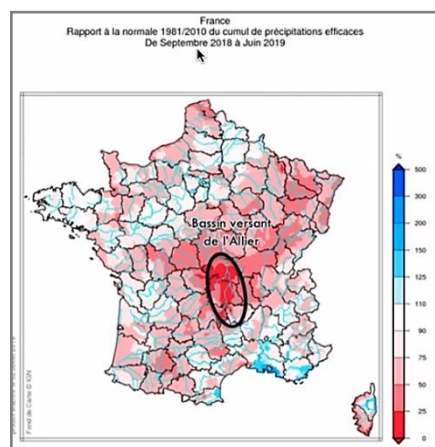 France
Rapport à la normale 1981/2010 du cumul de précipitations efficaces
De Septembre 2018 à Juin 2019
%
500
300
200
150
125
110
90
75
50
25
0
Bassin versant
de l'Allier
Fond de Carte © IGN